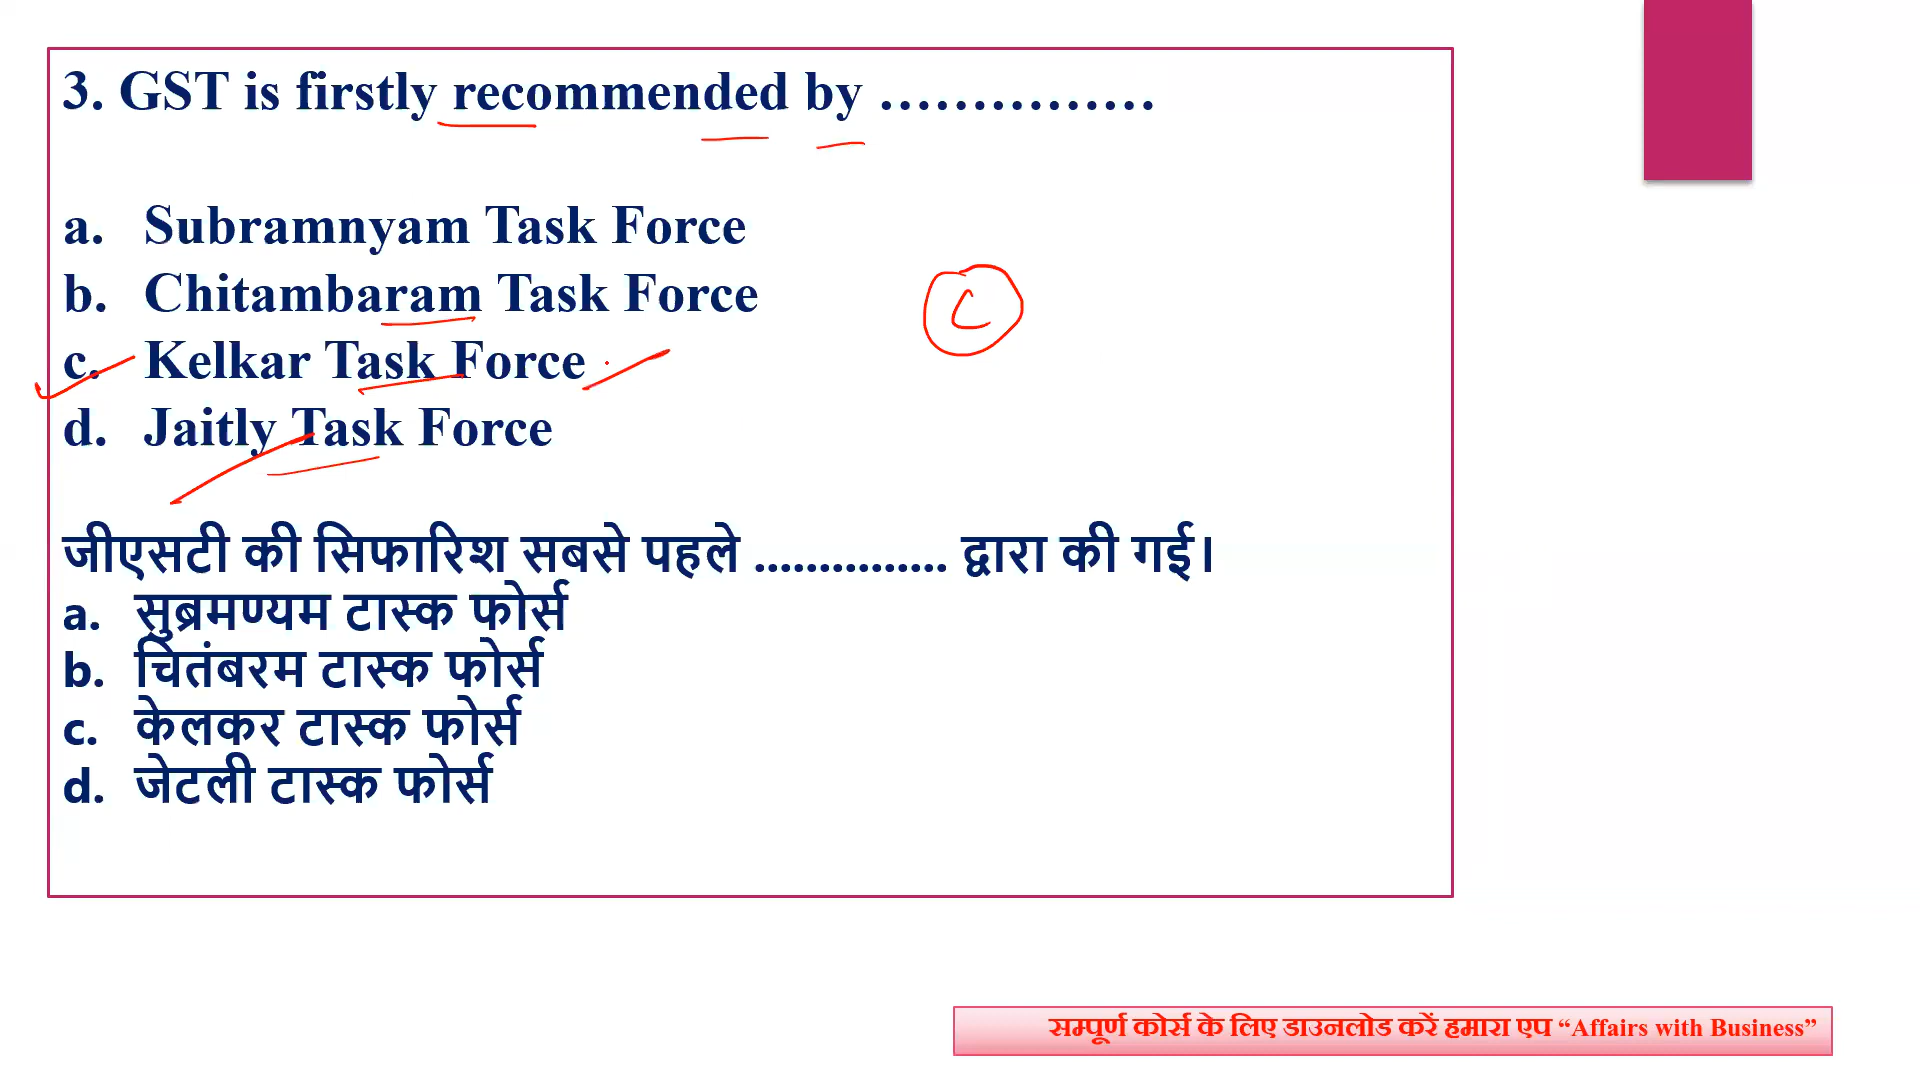 3. GST is firstly recommended by ……………
a. Subramnyam Task Force
b. Chitambaram Task Force
C
c. Kelkar Task Force
d. Jaitly Task Force
जीएसटी की सिफारिश सबसे पहले ............... द्वारा की गई।
a. सुब्रमण्यम टास्क फोर्स
b. चितंबरम टास्क फोर्स
c. केलकर टास्क फोर्स
d. जेटली टास्क फोर्स
सम्पूर्ण कोर्स के लिए डाउनलोड करें हमारा एप “Affairs with Business”